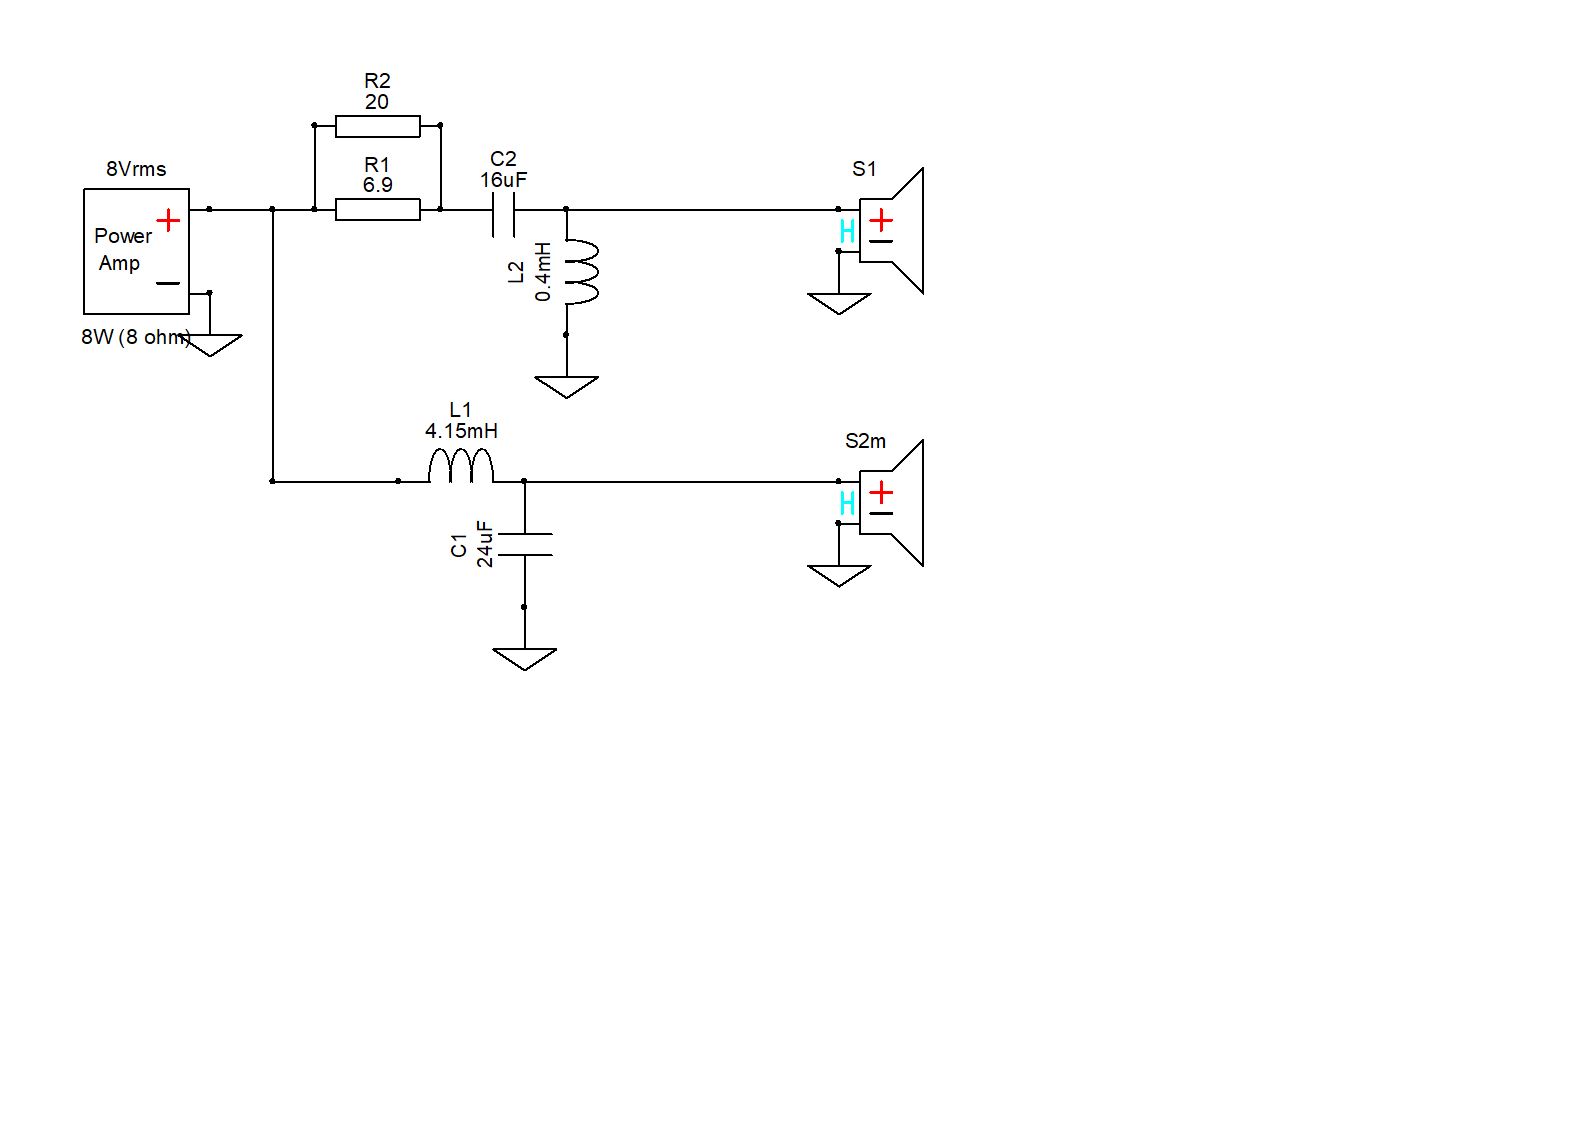 R2
20
8Vrms
R1
6.9
C2
16uF
S1
+
H
Power
Amp
L2
0.4mH
8W (8 ohm)
L1
4.15mH
S2m
+
H
C1
24uF